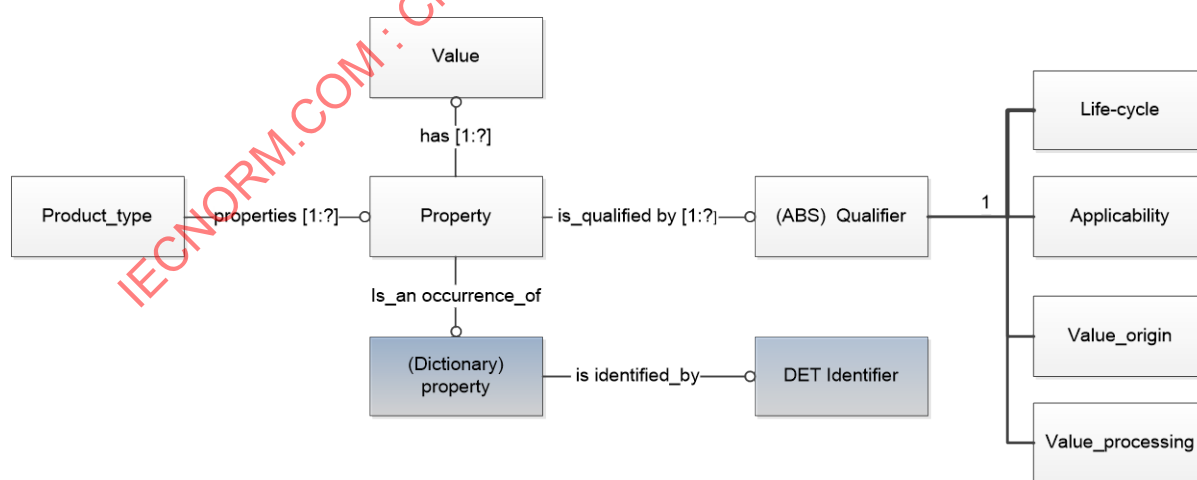 Value
has [1:?]
Life-cycle
Product_type
properties [1:?]
Property
is_qualified by [1:?]
(ABS) Qualifier
1
Applicability
Is_an occurrence_of
Value_origin
(Dictionary)
property
is identified_by
DET Identifier
Value_processing
IECNORM.COM :